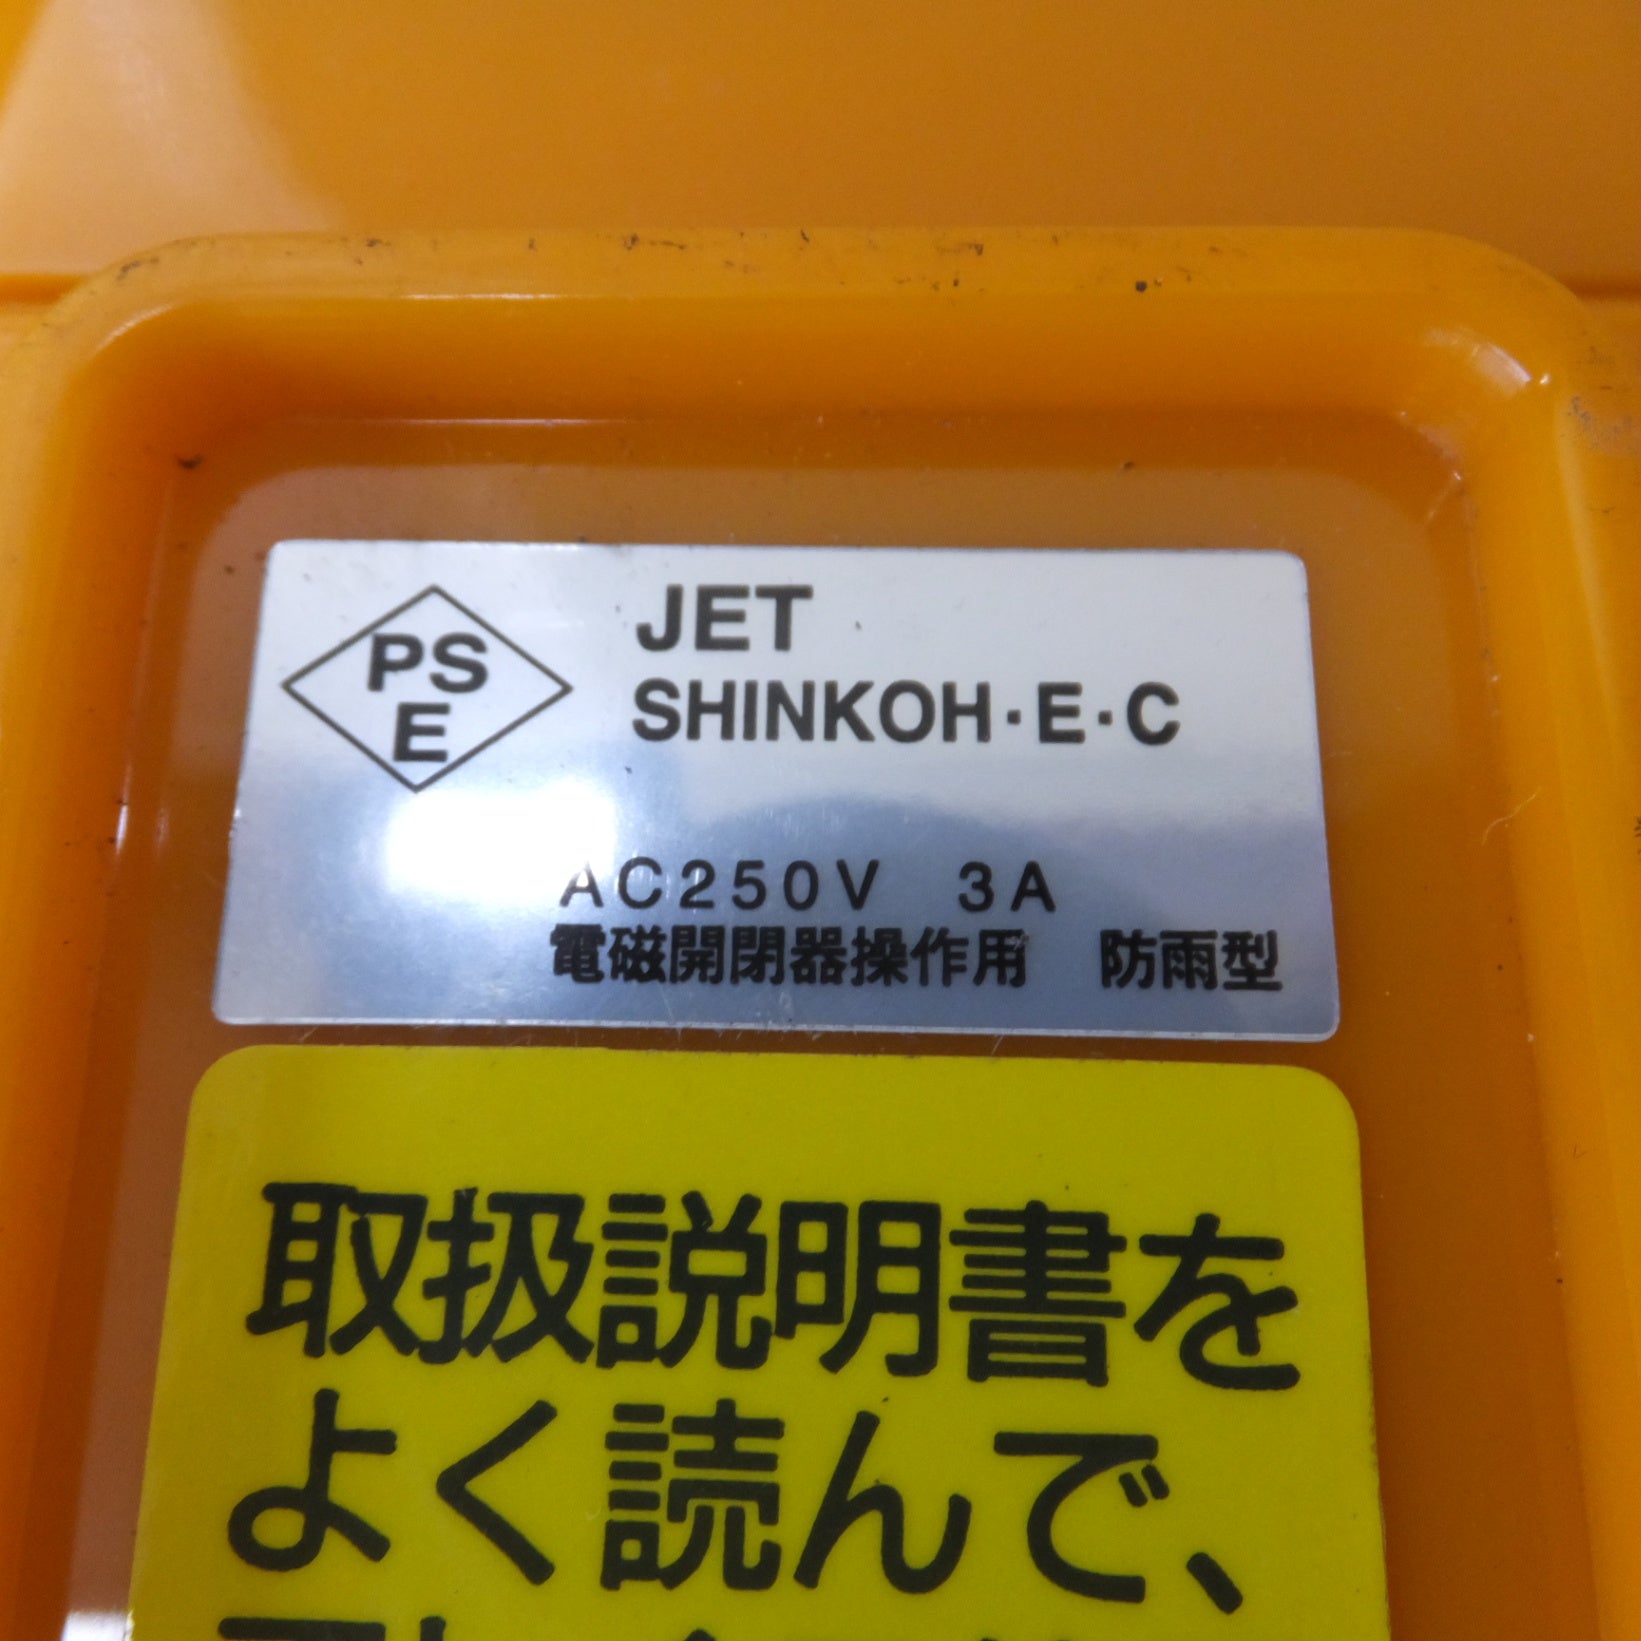 PS
E
JET
SHINKOH・E・C
AC250V 3A
電磁開閉器操作用 防雨型
取扱説明書を
よく読んで、